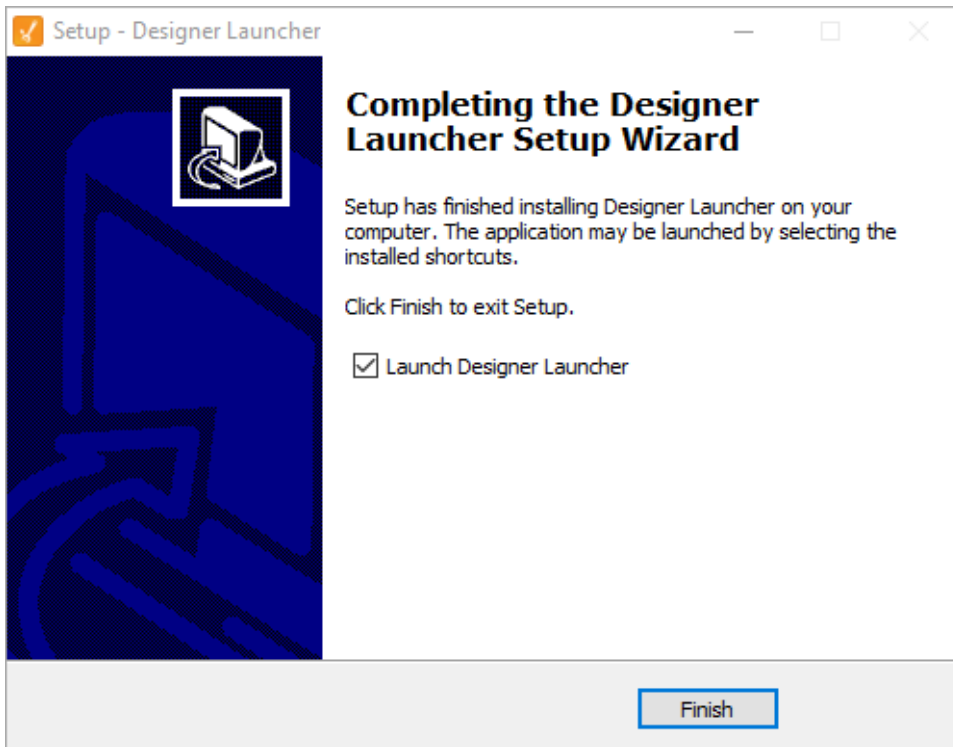 Setup - Designer Launcher
Completing the Designer
Launcher Setup Wizard
Setup has finished installing Designer Launcher on your
computer. The application may be launched by selecting the
installed shortcuts.
Click Finish to exit Setup.
Launch Designer Launcher
Finish